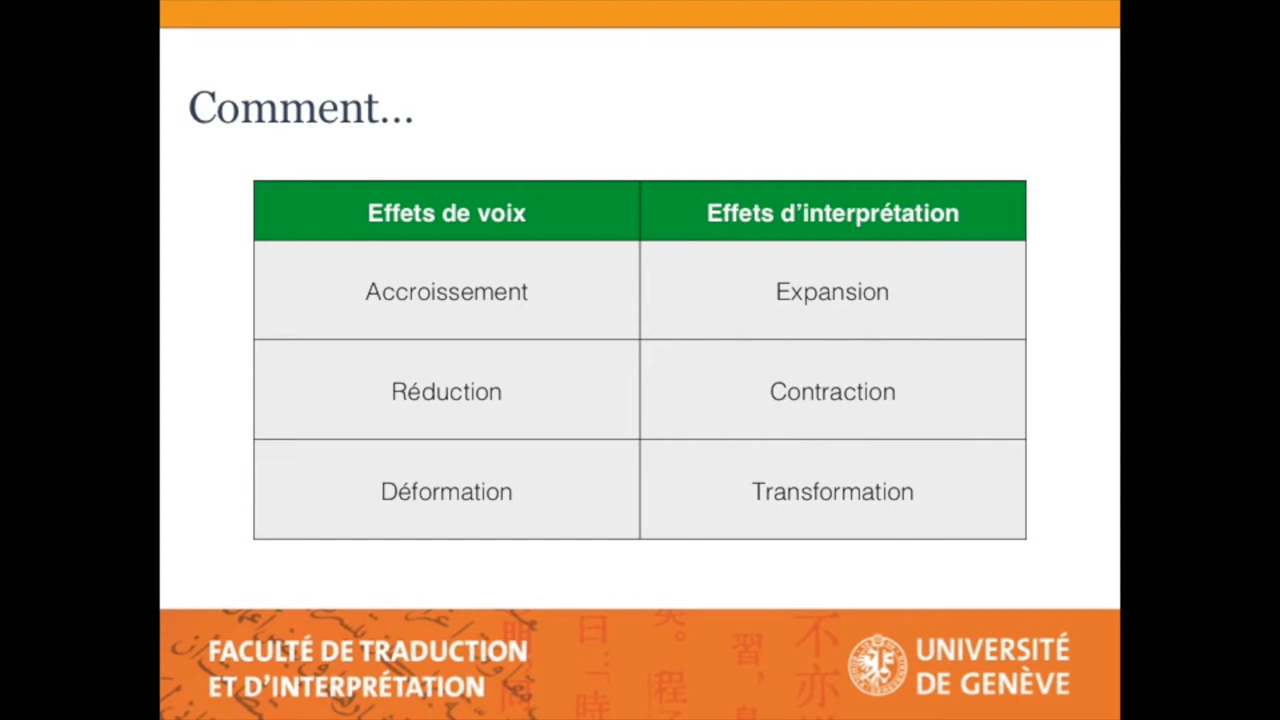 Comment...
Effets de voix
Effets d’interprétation
Accroissement
Expansion
Réduction
Contraction
Déformation
Transformation
FACULTÉ DE TRADUCTION
ET D’INTERPRÉTATION
UNIVERSITÉ
DE GENÈVE